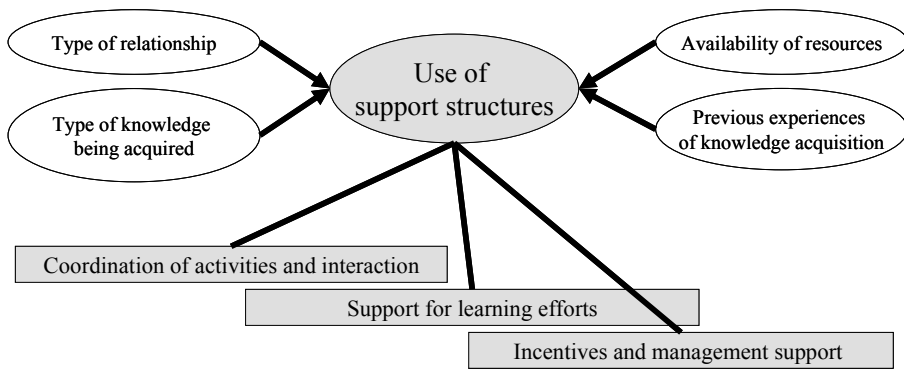 Type of relationship
Type of knowledge
being acquired
Use of
support structures
Availability of resources
Previous experiences
of knowledge acquisition
Coordination of activities and interaction
Support for learning efforts
Incentives and management support